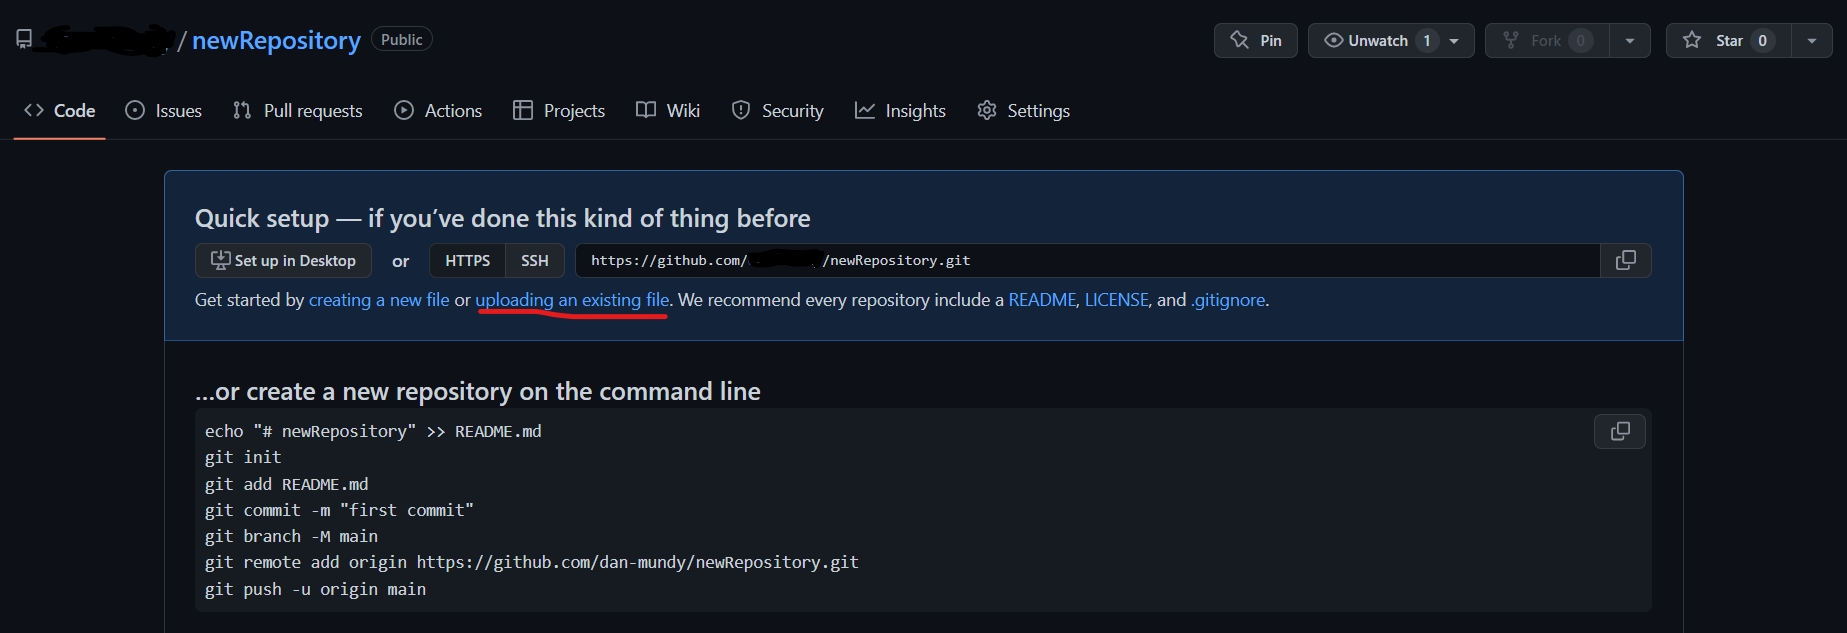 / newRepository Public Pin Unwatch 1 Fork 0 Star 0
Code Issues Pull requests Actions Projects Wiki Security Insights Settings
Quick setup — if you’ve done this kind of thing before
Set up in Desktop or HTTPS SSH https://github.com/ /newRepository.git
Get started by creating a new file or uploading an existing file. We recommend every repository include a README, LICENSE, and .gitignore.
…or create a new repository on the command line
echo "# newRepository" >> README.md
git init
git add README.md
git commit -m "first commit"
git branch -M main
git remote add origin https://github.com/dan-mundy/newRepository.git
git push -u origin main